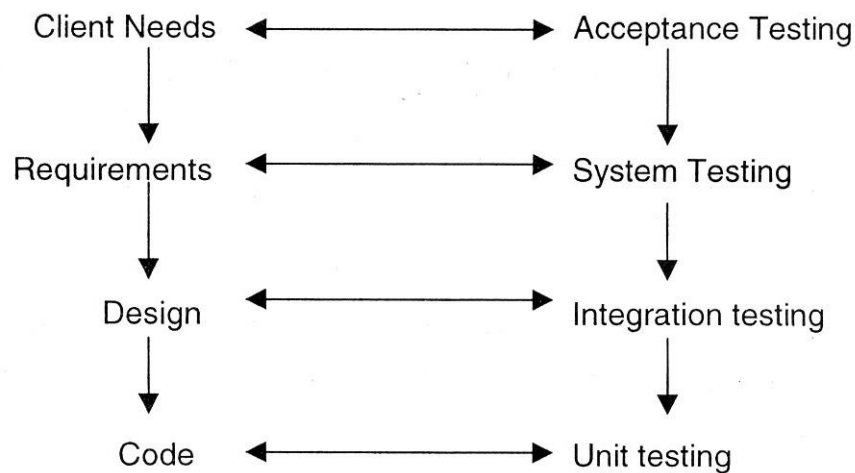 Client Needs
Acceptance Testing
Requirements
System Testing
Design
Integration testing
Code
Unit testing